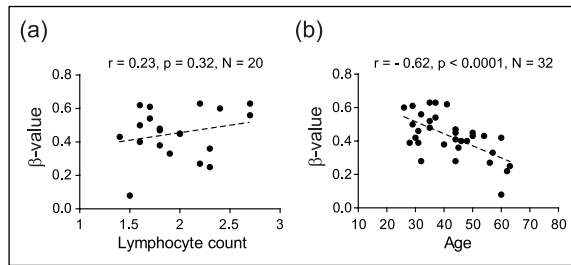 (a)
r = 0.23, p = 0.32, N = 20
β-value
0.8
0.6
0.4
0.2
0.0
1
1.5
2
2.5
3
Lymphocyte count
(b)
r = - 0.62, p < 0.0001, N = 32
β-value
0.8
0.6
0.4
0.2
0.0
10 20 30 40 50 60 70
Age